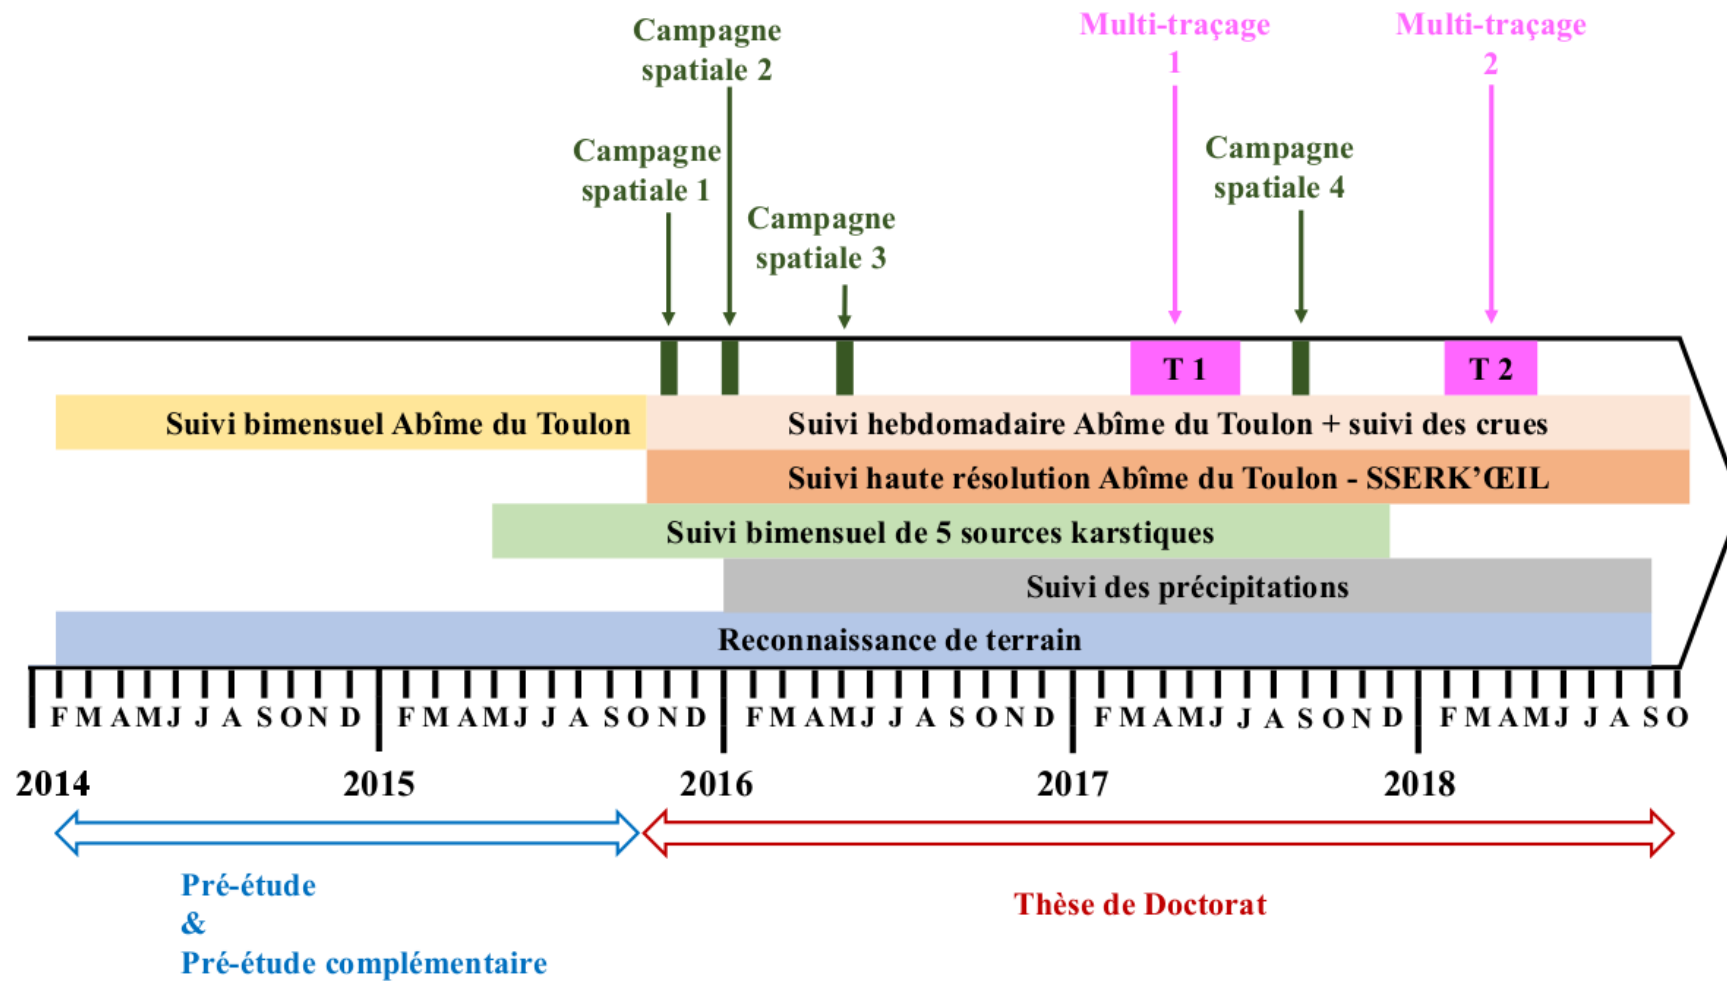 Campagne
spatiale 2
Multi-traçage
1
Multi-traçage
2
Campagne
spatiale 1
Campagne
spatiale 4
Campagne
spatiale 3
T 1
T 2
Suivi bimensuel Abîme du Toulon
Suivi hebdomadaire Abîme du Toulon + suivi des crues
Suivi haute résolution Abîme du Toulon - SSERK’ŒIL
Suivi bimensuel de 5 sources karstiques
Suivi des précipitations
Reconnaissance de terrain
F M A M J J A S O N D F M A M J J A S O N D F M A M J J A S O N D F M A M J J A S O N D F M A M J J A S O
2014 2015 2016 2017 2018
Pré-étude
&
Pré-étude complémentaire
Thèse de Doctorat